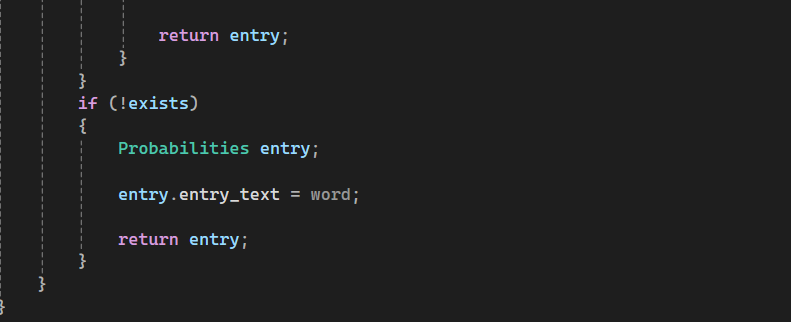 return entry;
}
}
if (!exists)
{
Probabilities entry;
entry.entry_text = word;
return entry;
}
}
}